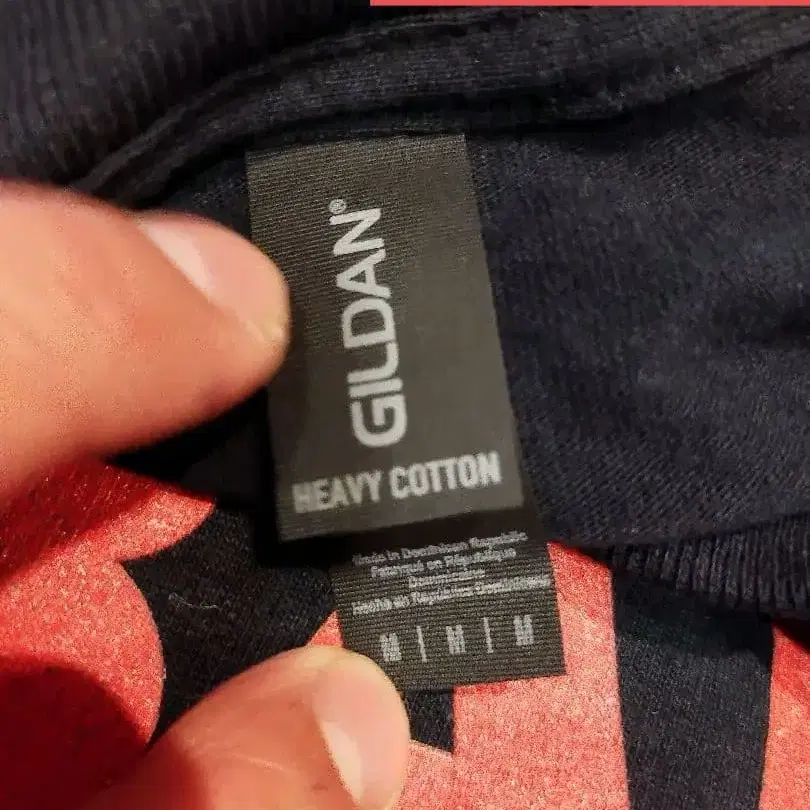 GILDAN®
HEAVY COTTON
Made in Dominican Republic
Fabriqué en République
Dominicaine
Hecho en República Dominicana
M | M | M